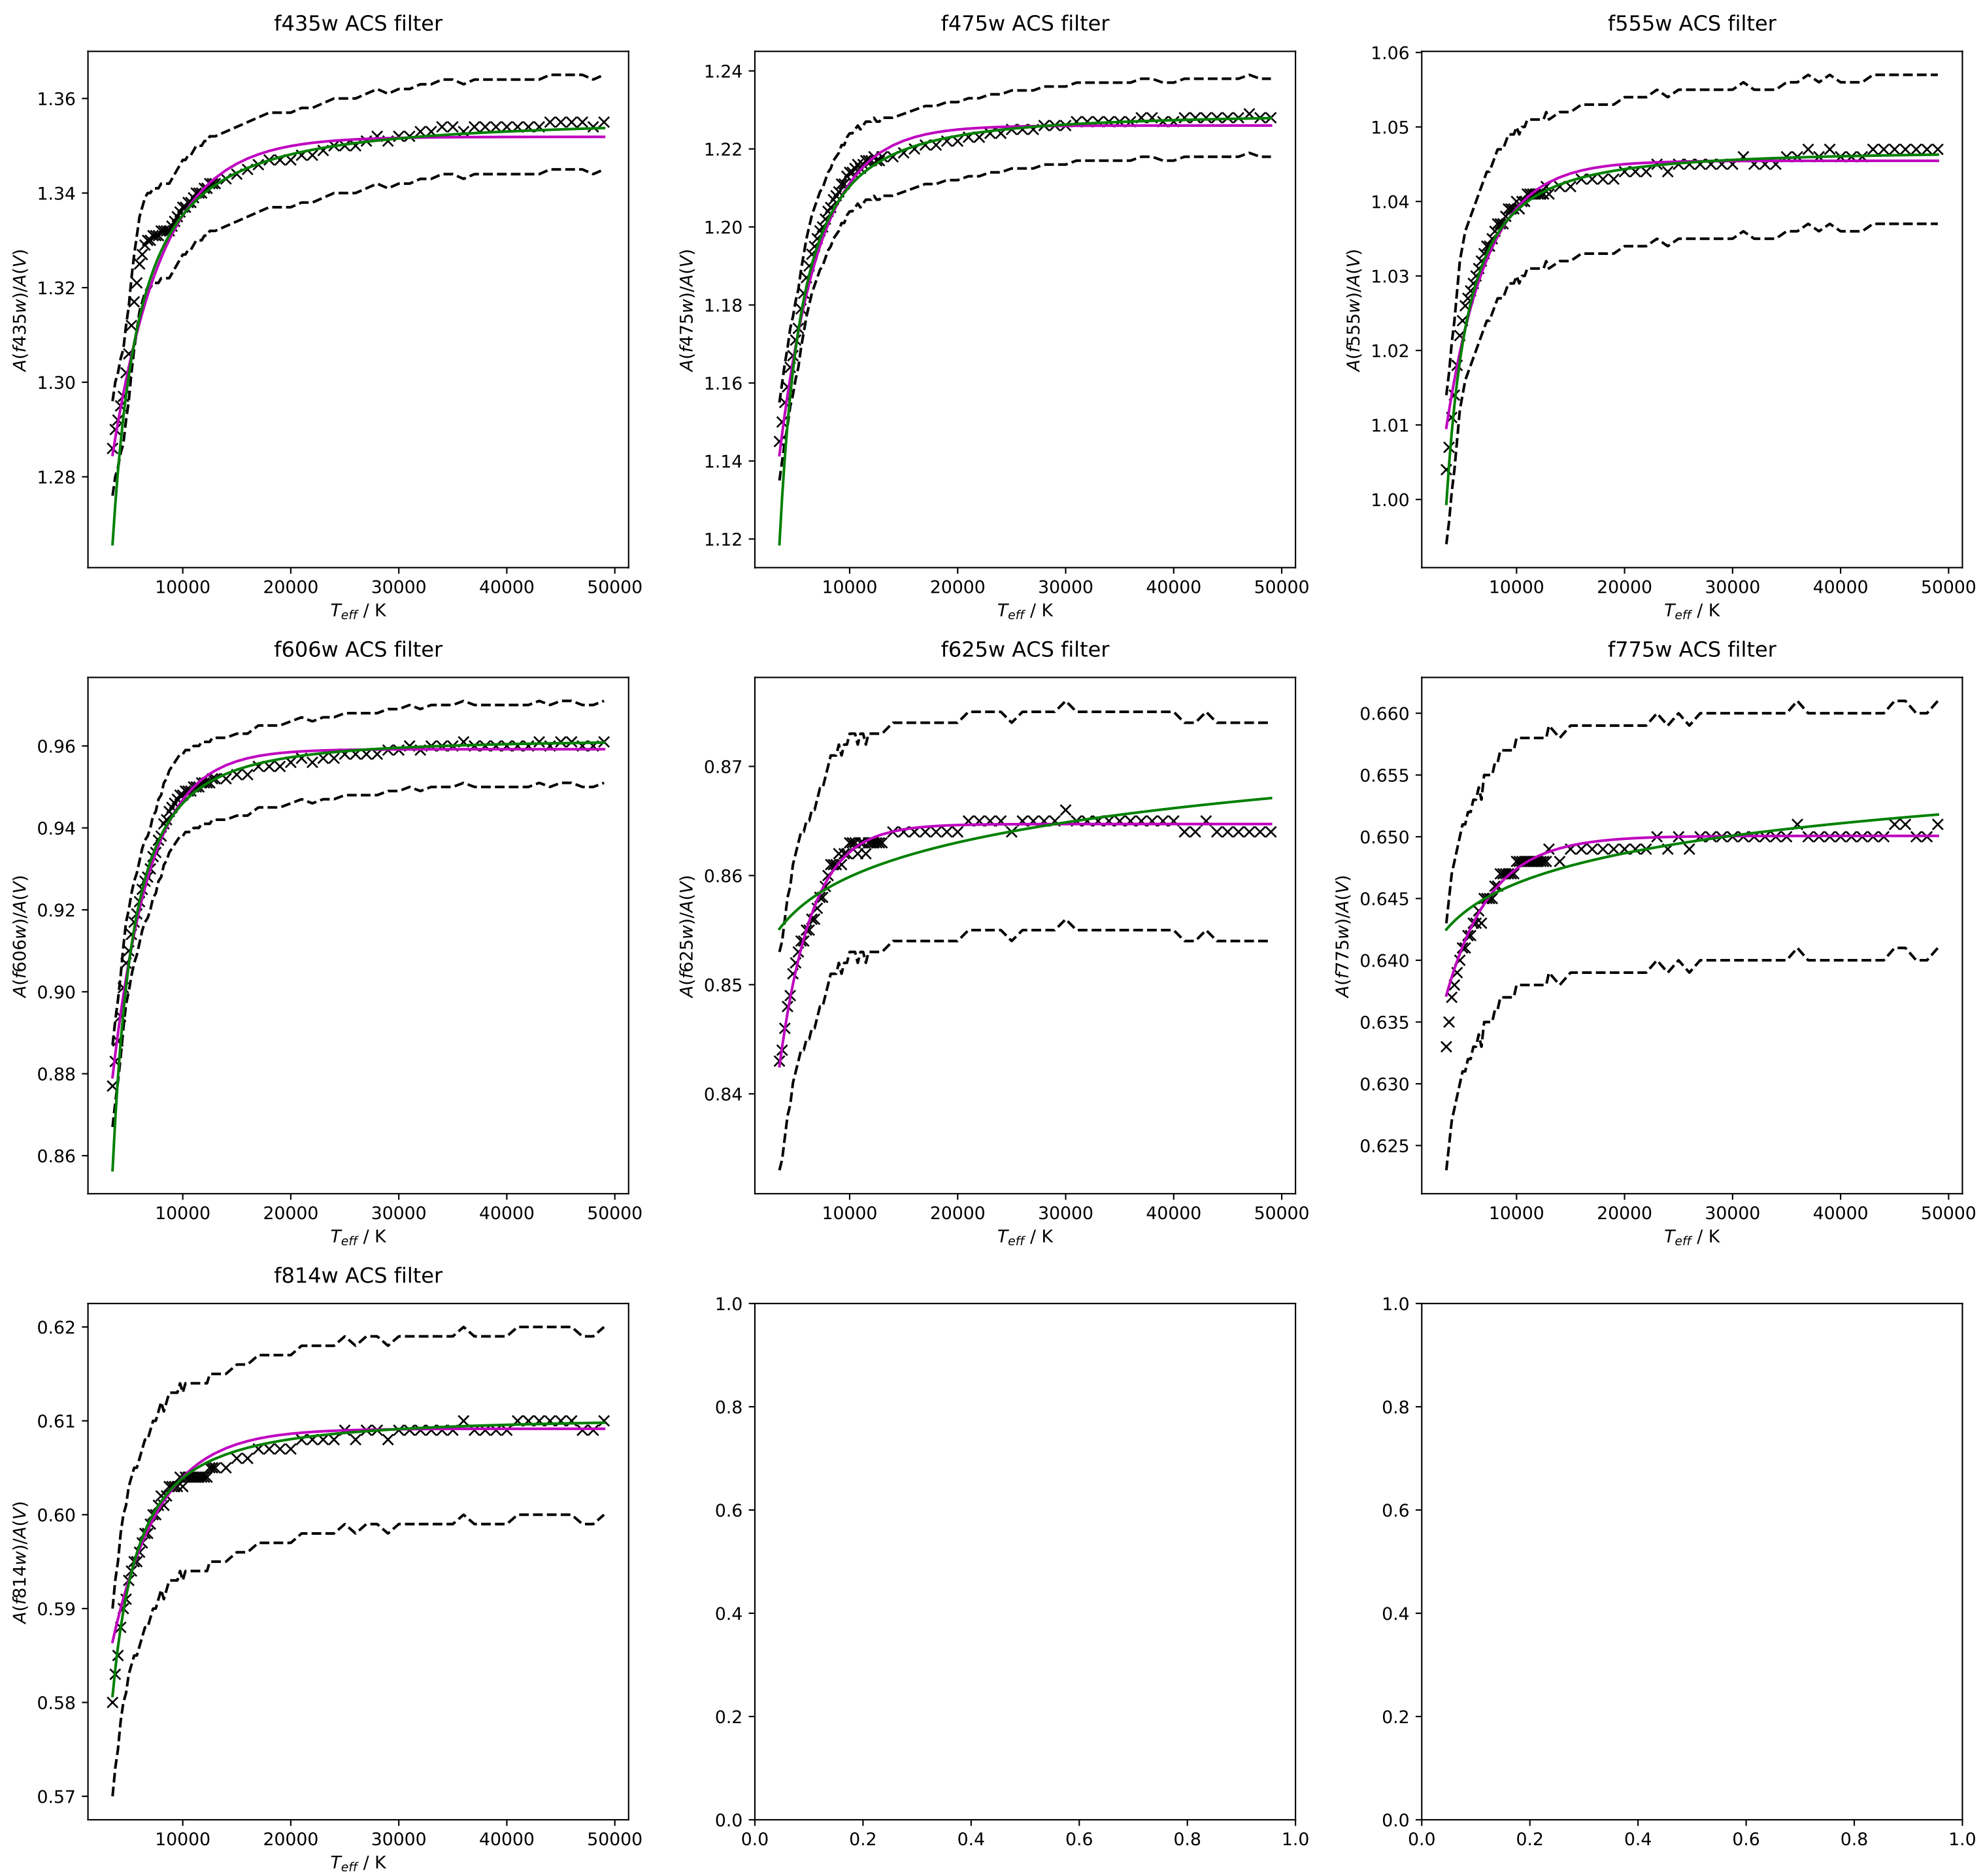 f435w ACS filter
A(f435w)/A(V)
1.36
1.34
1.32
1.30
1.28
10000 20000 30000 40000 50000
T_eff / K
f475w ACS filter
A(f475w)/A(V)
1.24
1.22
1.20
1.18
1.16
1.14
1.12
10000 20000 30000 40000 50000
T_eff / K
f555w ACS filter
A(f555w)/A(V)
1.06
1.05
1.04
1.03
1.02
1.01
1.00
10000 20000 30000 40000 50000
T_eff / K
f606w ACS filter
A(f606w)/A(V)
0.96
0.94
0.92
0.90
0.88
0.86
10000 20000 30000 40000 50000
T_eff / K
f625w ACS filter
A(f625w)/A(V)
0.87
0.86
0.85
0.84
10000 20000 30000 40000 50000
T_eff / K
f775w ACS filter
A(f775w)/A(V)
0.660
0.655
0.650
0.645
0.640
0.635
0.630
0.625
10000 20000 30000 40000 50000
T_eff / K
f814w ACS filter
A(f814w)/A(V)
0.62
0.61
0.60
0.59
0.58
0.57
10000 20000 30000 40000 50000
T_eff / K
1.0
0.8
0.6
0.4
0.2
0.0
0.0 0.2 0.4 0.6 0.8 1.0
1.0
0.8
0.6
0.4
0.2
0.0
0.0 0.2 0.4 0.6 0.8 1.0